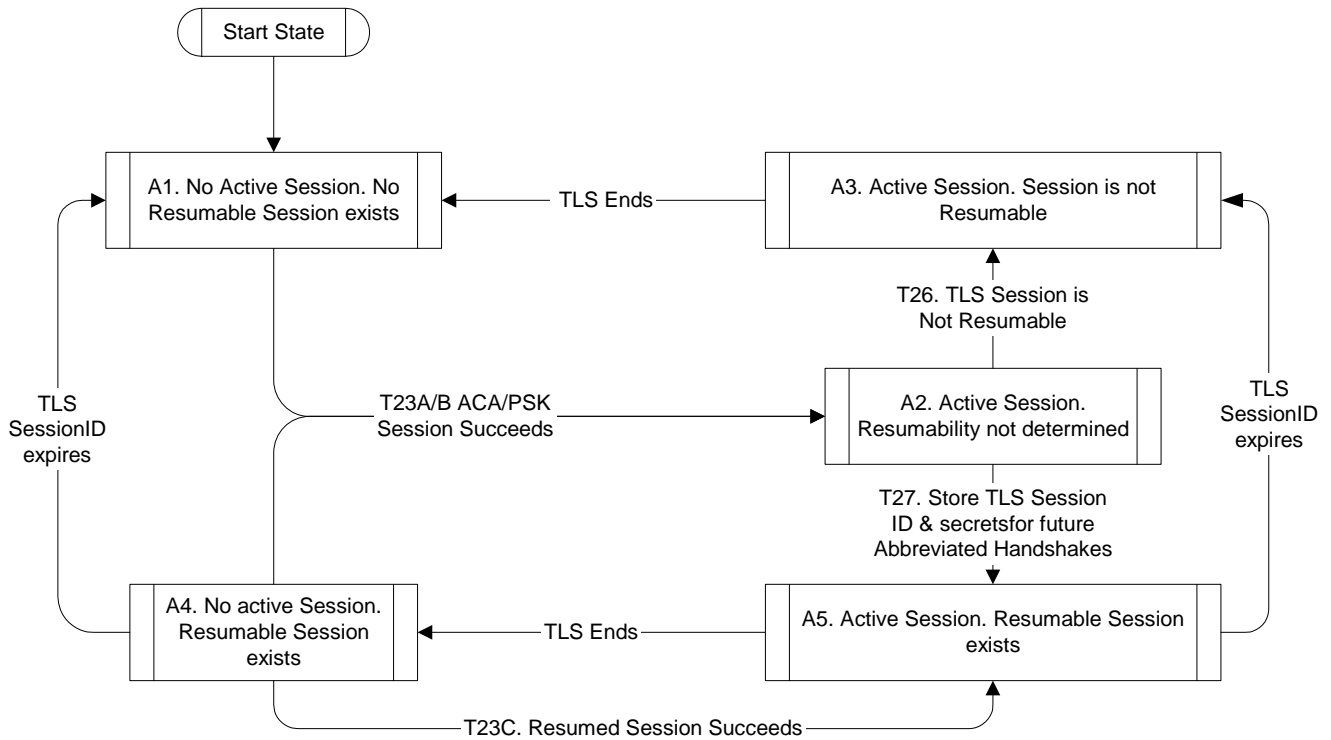 Start State
A1. No Active Session. No
Resumable Session exists
TLS Ends
A3. Active Session. Session is not
Resumable
T26. TLS Session is
Not Resumable
TLS
SessionID
expires
T23A/B ACA/PSK
Session Succeeds
A2. Active Session.
Resumability not determined
TLS
SessionID
expires
T27. Store TLS Session
ID & secretsfor future
Abbreviated Handshakes
A4. No active Session.
Resumable Session
exists
TLS Ends
A5. Active Session. Resumable Session
exists
T23C. Resumed Session Succeeds